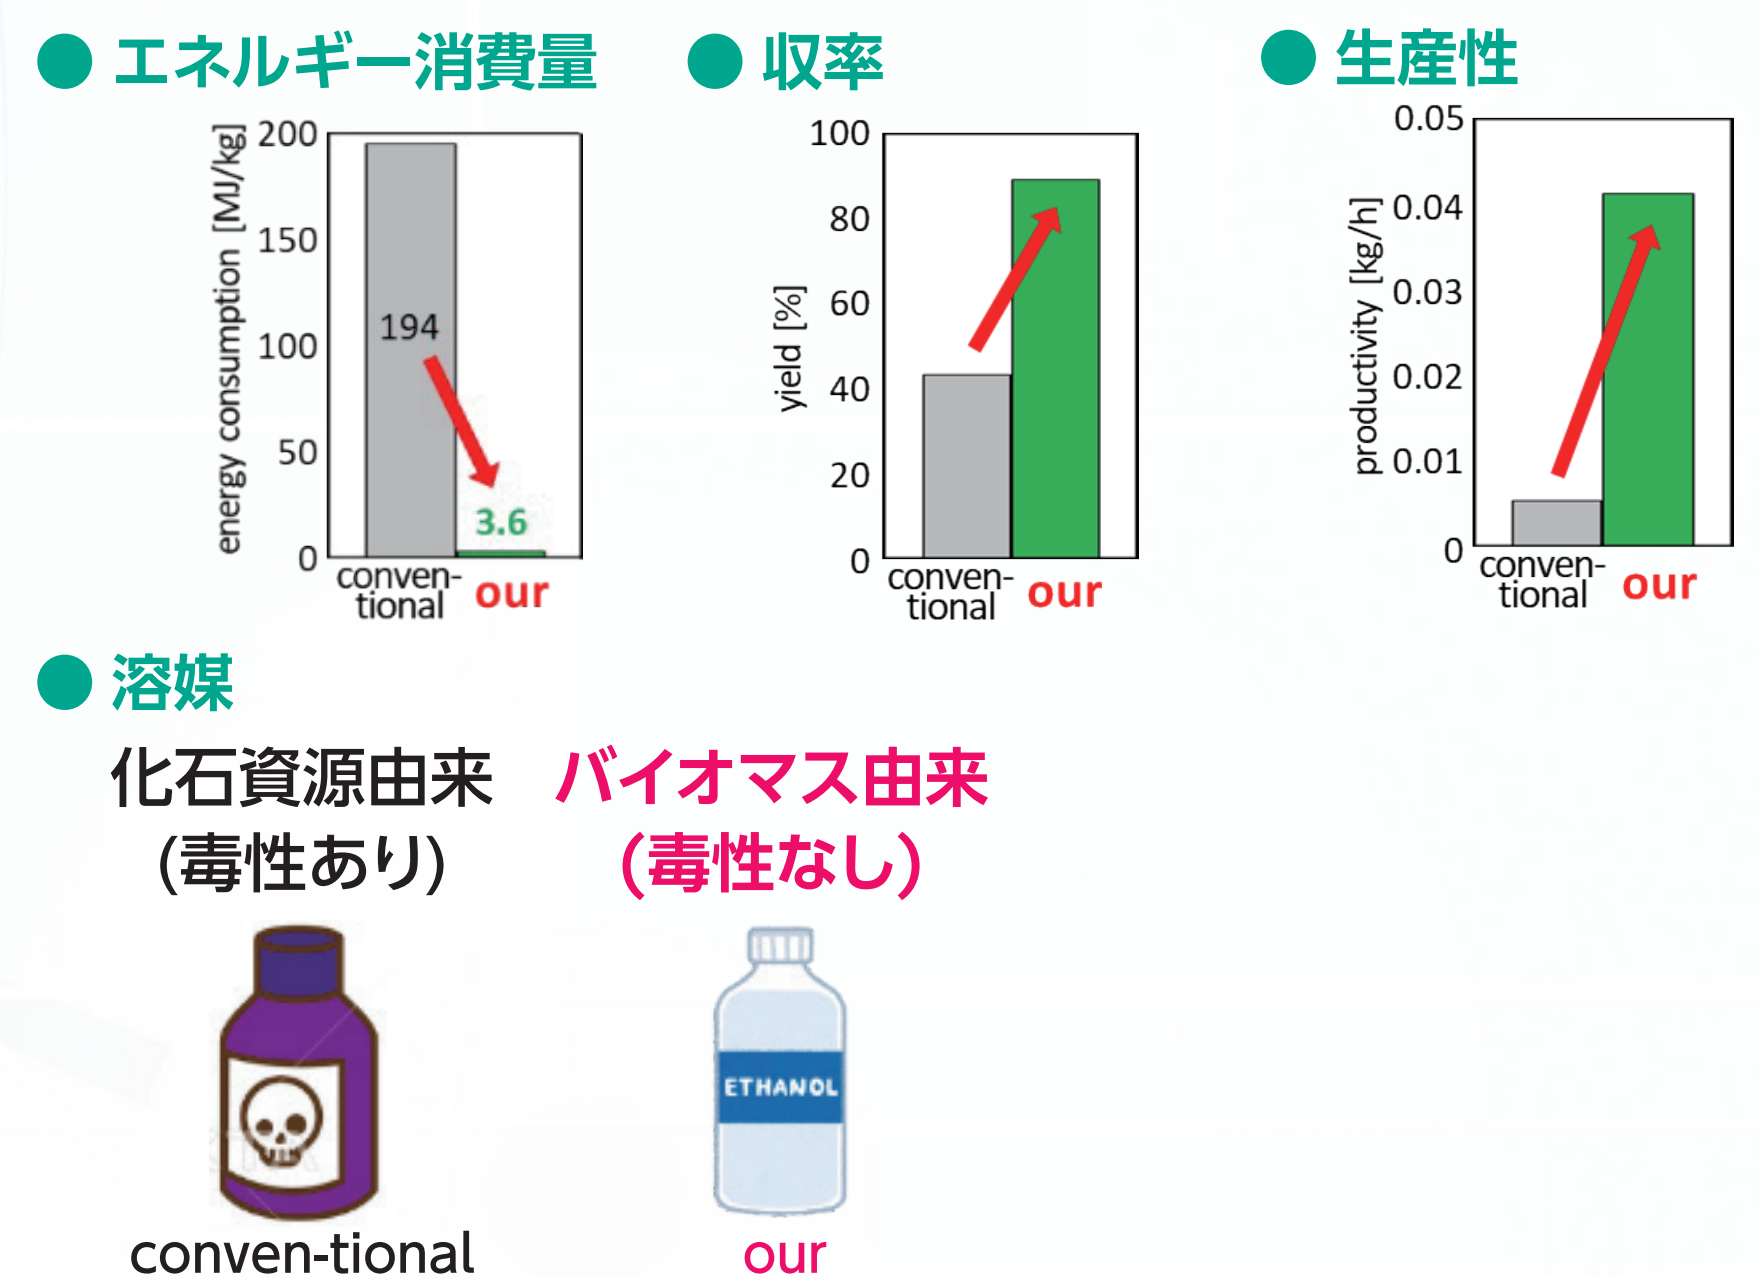 ● エネルギー消費量
energy consumption [MJ/kg]
200
150
100
50
0
194
3.6
conven-
tional
our
● 収率
yield [%]
100
80
60
40
20
0
conven-
tional
our
● 生産性
productivity [kg/h]
0.05
0.04
0.03
0.02
0.01
0
conven-
tional
our
● 溶媒
化石資源由来
(毒性あり)
conven-tional
バイオマス由来
(毒性なし)
ETHANOL
our